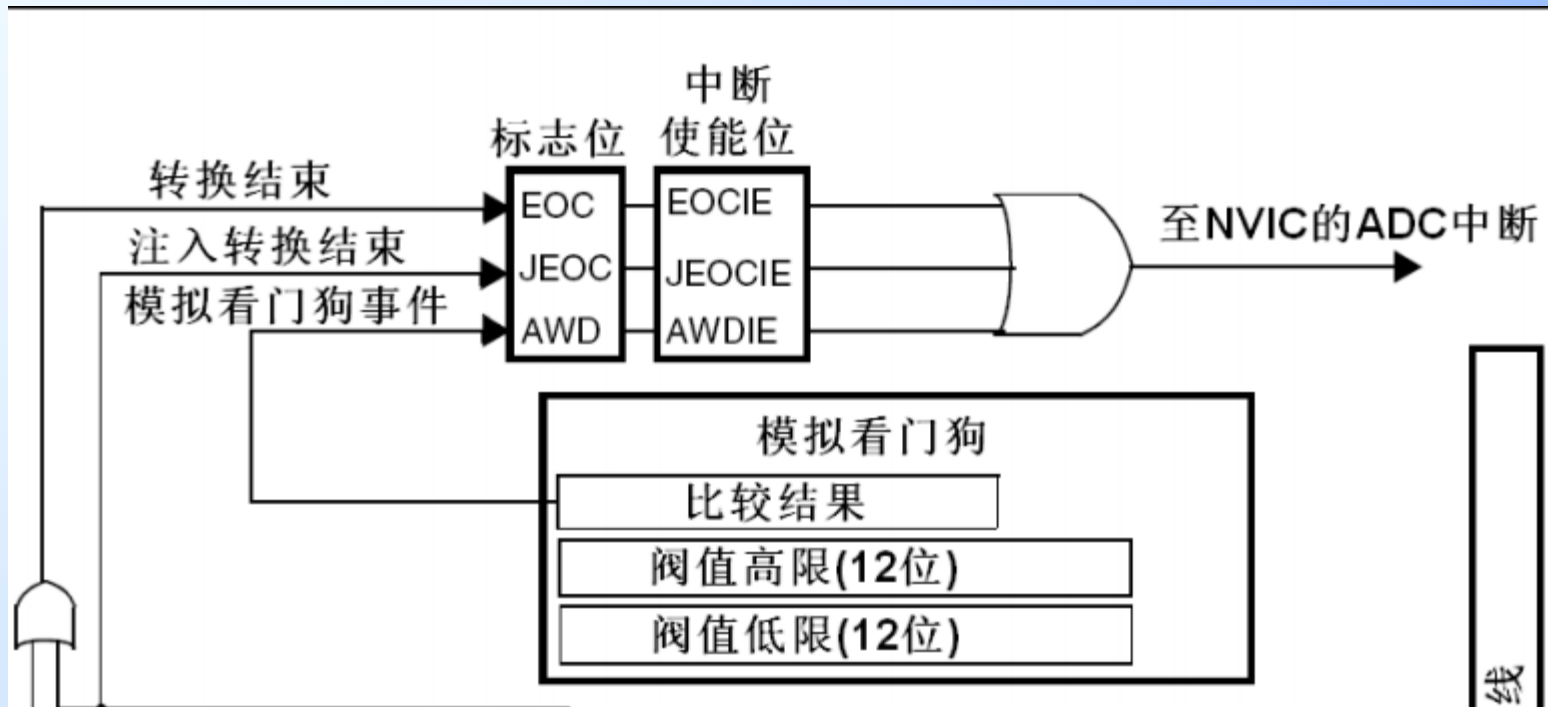 中断
标志位
使能位
转换结束
EOC
EOCIE
至NVIC的ADC中断
注入转换结束
JEOC
JEOCIE
模拟看门狗事件
AWD
AWDIE
模拟看门狗
比较结果
阀值高限(12位)
阀值低限(12位)
线